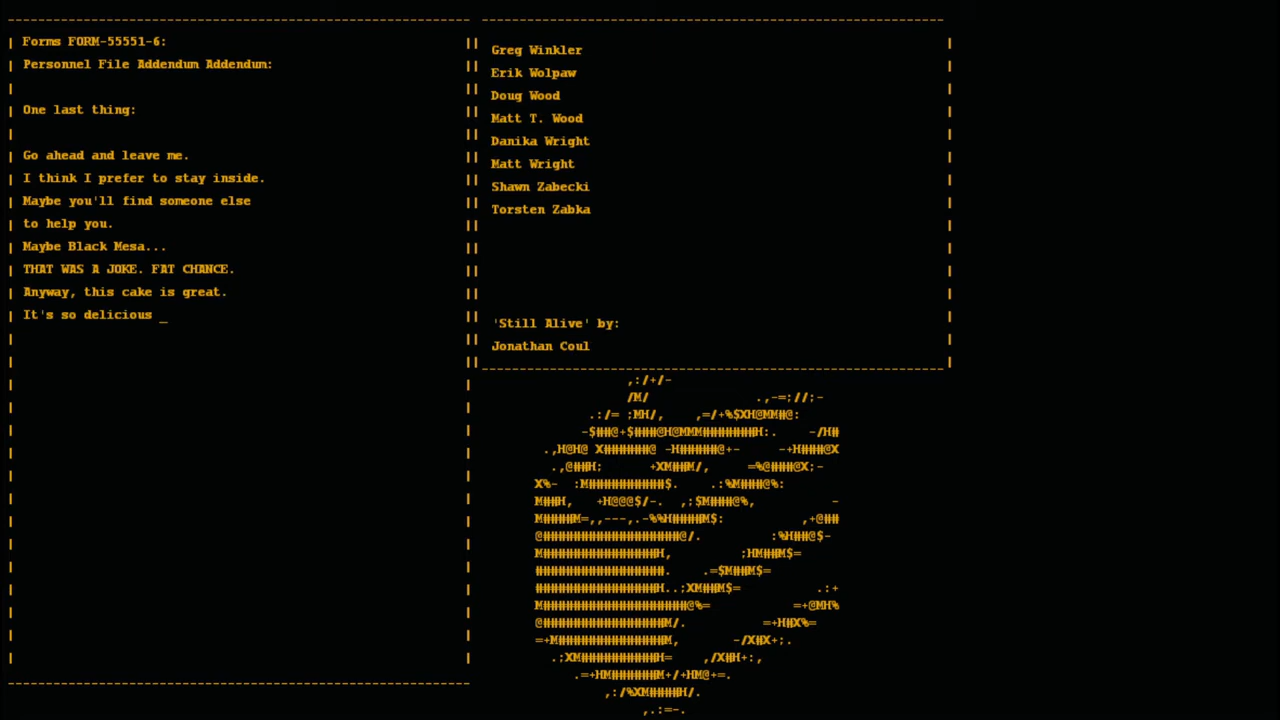 Forms FORM-55551-6:
Personnel File Addendum Addendum:
One last thing:
Go ahead and leave me.
I think I prefer to stay inside.
Maybe you'll find someone else
to help you.
Maybe Black Mesa...
THAT WAS A JOKE. FAT CHANCE.
Anyway, this cake is great.
It's so delicious _
Greg Winkler
Erik Wolpaw
Doug Wood
Matt T. Wood
Danika Wright
Matt Wright
Shawn Zabecki
Torsten Zabka
'Still Alive' by:
Jonathan Coul